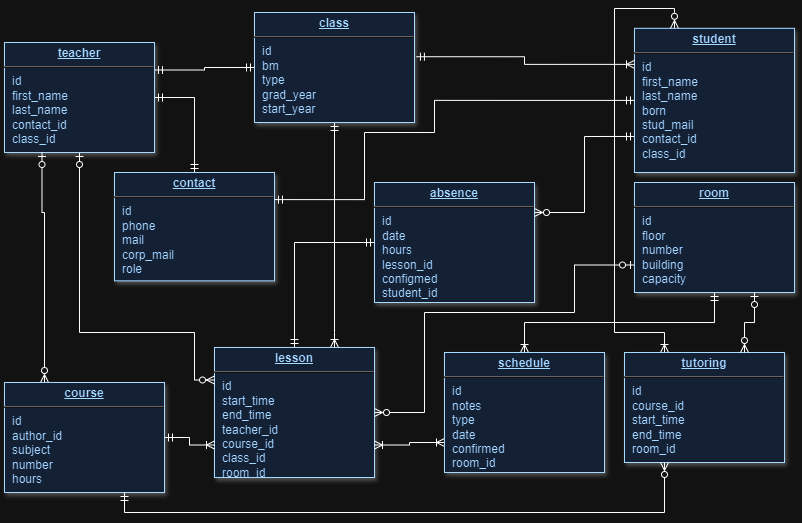 class
id
bm
type
grad_year
start_year
student
id
first_name
last_name
born
stud_mail
contact_id
class_id
teacher
id
first_name
last_name
contact_id
class_id
contact
id
phone
mail
corp_mail
role
absence
id
date
hours
lesson_id
configmed
student_id
room
id
floor
number
building
capacity
lesson
id
start_time
end_time
teacher_id
course_id
class_id
room_id
schedule
id
notes
type
date
confirmed
room_id
tutoring
id
course_id
start_time
end_time
room_id
course
id
author_id
subject
number
hours